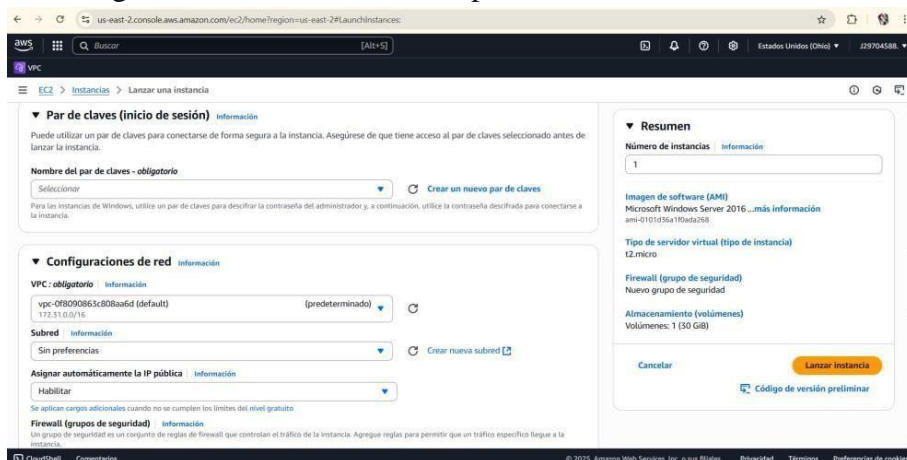 us-east-2.console.aws.amazon.com/ec2/home?region=us-east-2#LaunchInstances:
aws
Buscar
[Alt+S]
Estados Unidos (Ohio)
J29704588.
VPC
EC2 > Instancias > Lanzar una instancia
Par de claves (inicio de sesión) Información
Puede utilizar un par de claves para conectarse de forma segura a la instancia. Asegúrese de que tiene acceso al par de claves seleccionado antes de
lanzar la instancia.
Nombre del par de claves - obligatorio
Seleccionar
Crear un nuevo par de claves
Para las instancias de Windows, utilice un par de claves para descifrar la contraseña del administrador y, a continuación, utilice la contraseña descifrada para conectarse a
la instancia.
Configuraciones de red Información
VPC : obligatorio Información
vpc-0f8090863c808aa6d (default)
(predeterminado)
172.31.0.0/16
Subred Información
Sin preferencias
Crear nueva subred
Asignar automáticamente la IP pública Información
Habilitar
Se aplican cargos adicionales cuando no se cumplen los límites del nivel gratuito
Firewall (grupos de seguridad) Información
Un grupo de seguridad es un conjunto de reglas de firewall que controlan el tráfico de la instancia. Agregue reglas para permitir que un tráfico específico llegue a la
instancia.
Resumen
Número de instancias Información
1
Imagen de software (AMI)
Microsoft Windows Server 2016 ...más información
ami-0101d36a1f0ada268
Tipo de servidor virtual (tipo de instancia)
t2.micro
Firewall (grupo de seguridad)
Nuevo grupo de seguridad
Almacenamiento (volúmenes)
Volúmenes: 1 (30 GiB)
Cancelar
Lanzar instancia
Código de versión preliminar
CloudShell
Comentarios
© 2025, Amazon Web Services, Inc. o sus filiales.
Privacidad
Términos
Preferencias de cookies